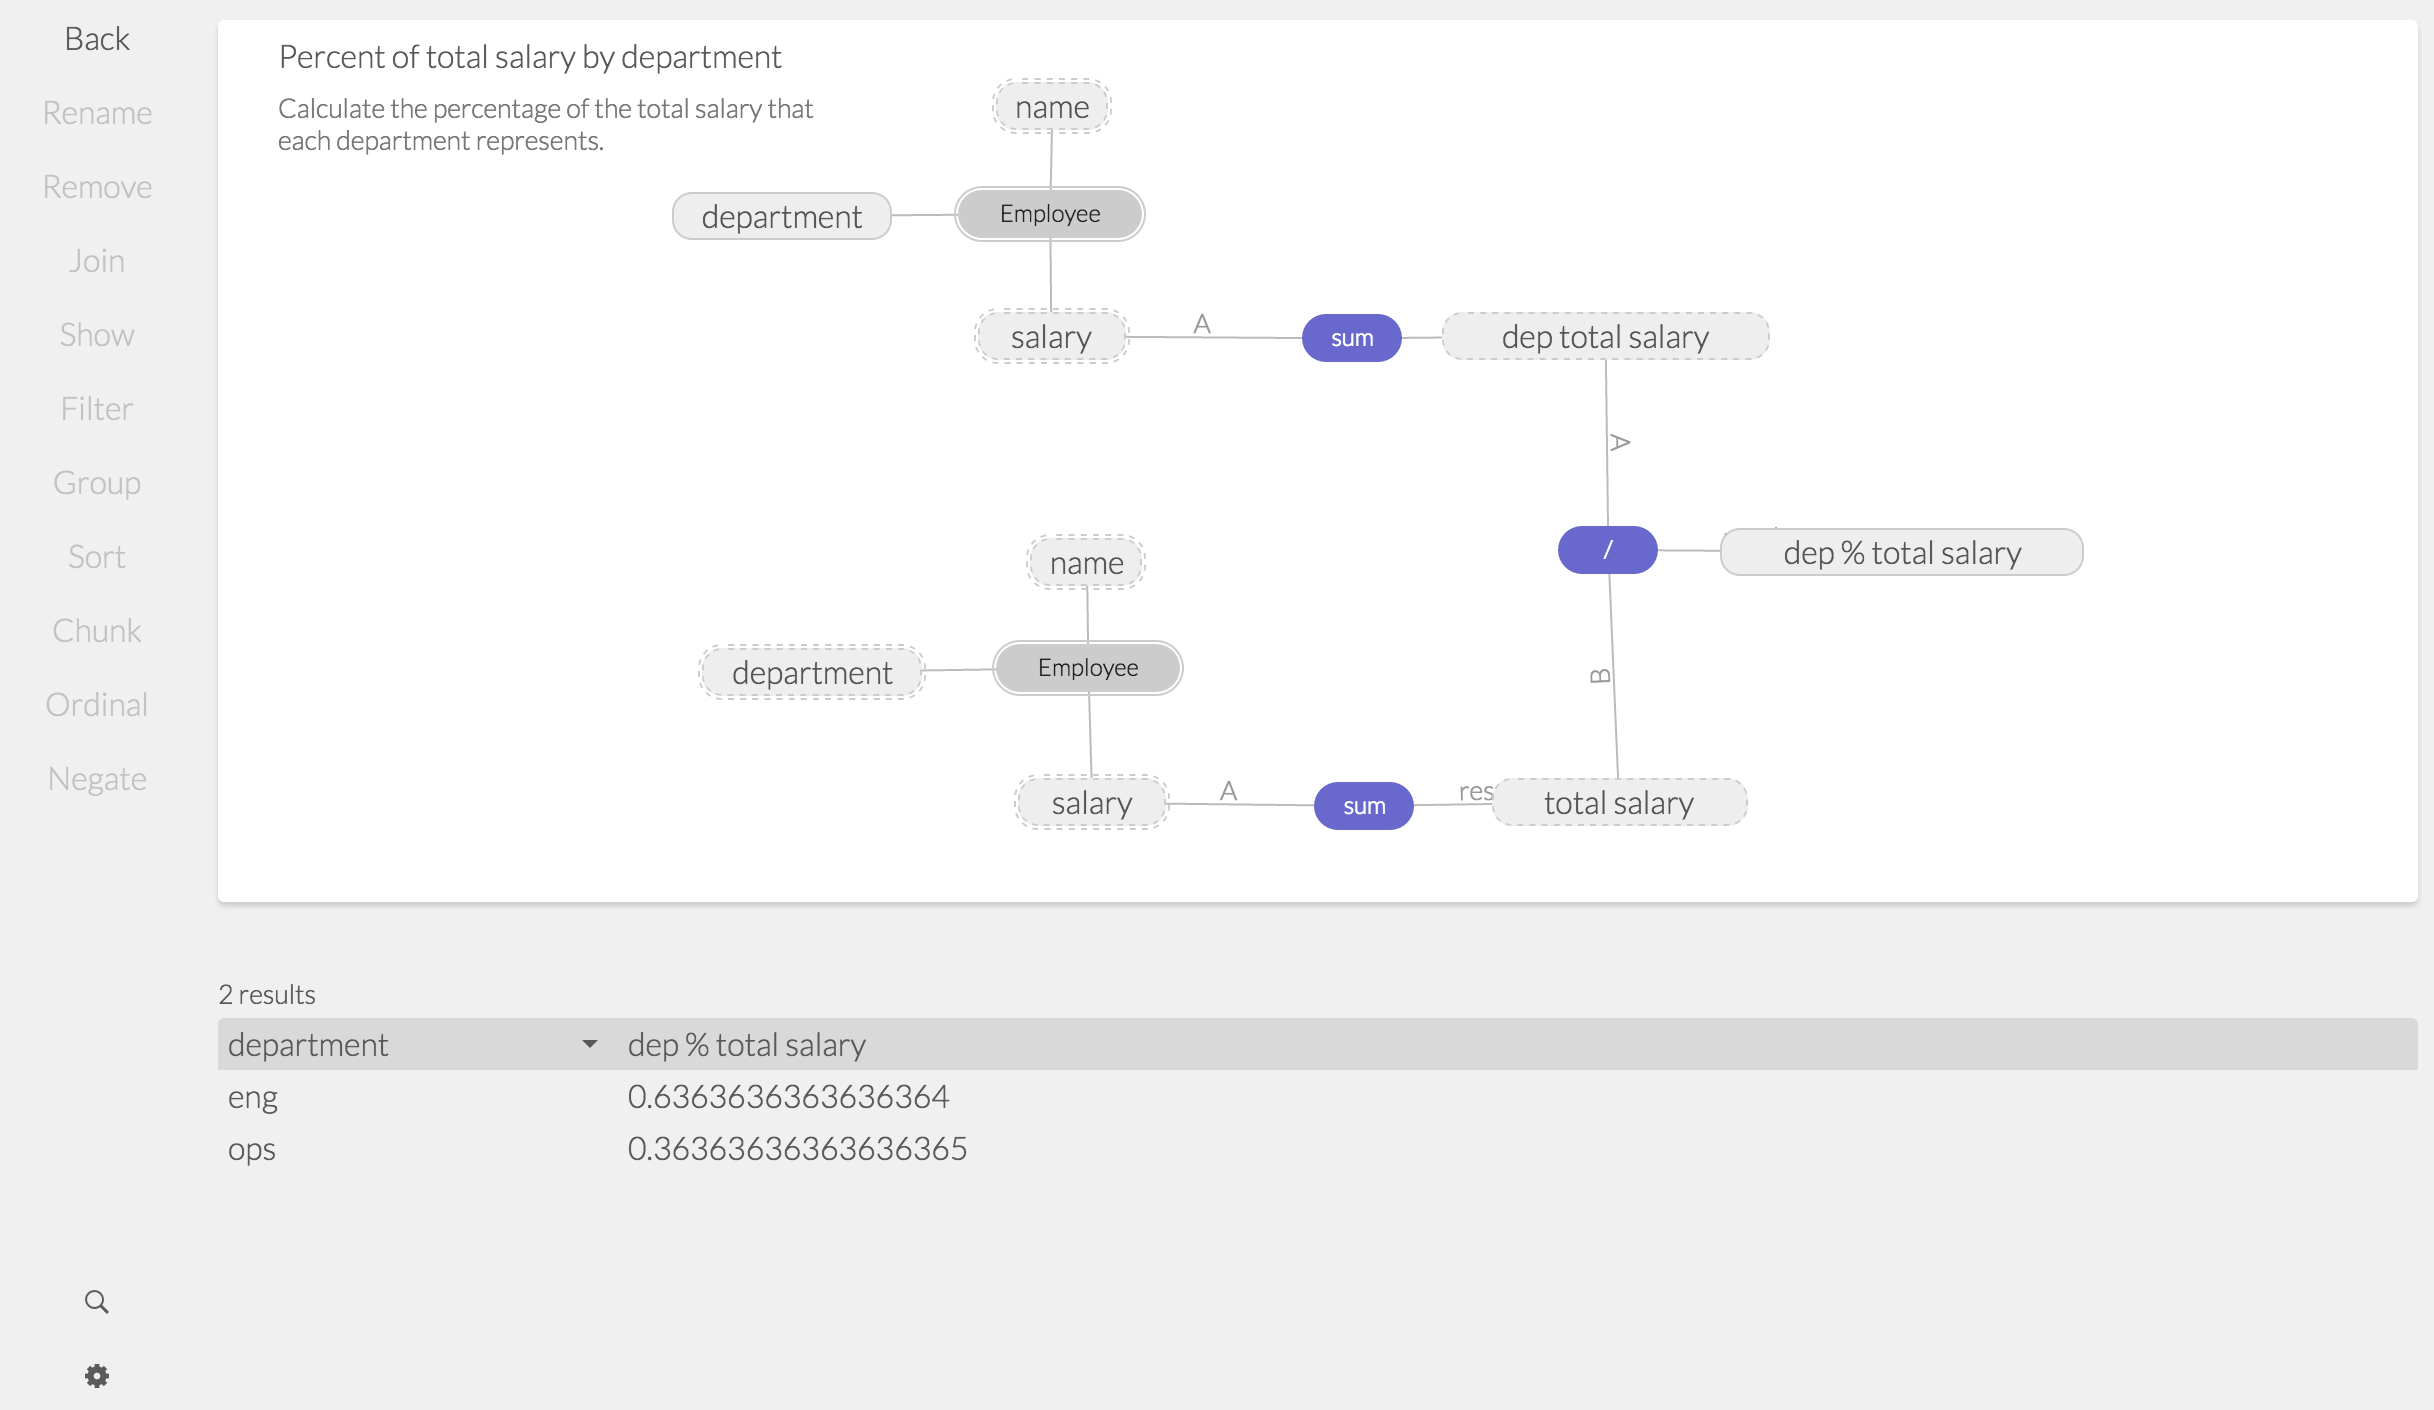 Back
Rename
Remove
Join
Show
Filter
Group
Sort
Chunk
Ordinal
Negate
Percent of total salary by department
Calculate the percentage of the total salary that
each department represents.
name
department
Employee
salary
A
sum
dep total salary
A
/
dep % total salary
name
department
Employee
B
salary
A
sum
res
total salary
2 results
department
dep % total salary
eng
0.6363636363636364
ops
0.36363636363636365